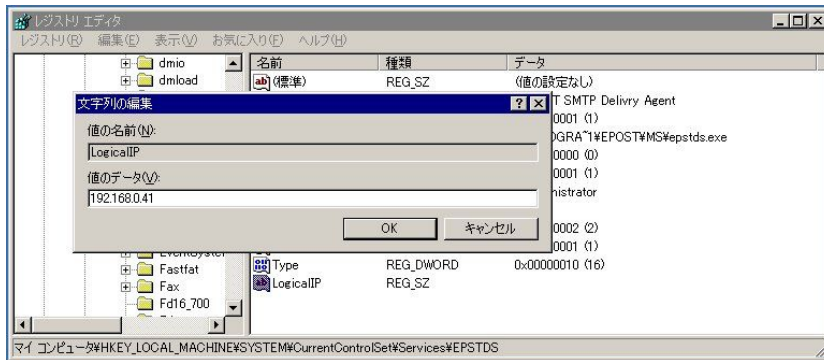 レジストリ エディタ
レジストリ(R) 編集(E) 表示(V) お気に入り(F) ヘルプ(H)
dmio
dmload
名前 種類 データ
(標準) REG_SZ (値の設定なし)
T SMTP Delivry Agent
0001 (1)
OGRA~1¥EPOST¥MS¥epstds.exe
0000 (0)
0001 (1)
nistrator
0002 (2)
0001 (1)
文字列の編集
値の名前(N):
LogicalIP
値のデータ(V):
192.168.0.41
OK キャンセル
Fastfat
Fax
Fd16_700
Type REG_DWORD 0x00000010 (16)
LogicalIP REG_SZ
マイ コンピュータ¥HKEY_LOCAL_MACHINE¥SYSTEM¥CurrentControlSet¥Services¥EPSTDS